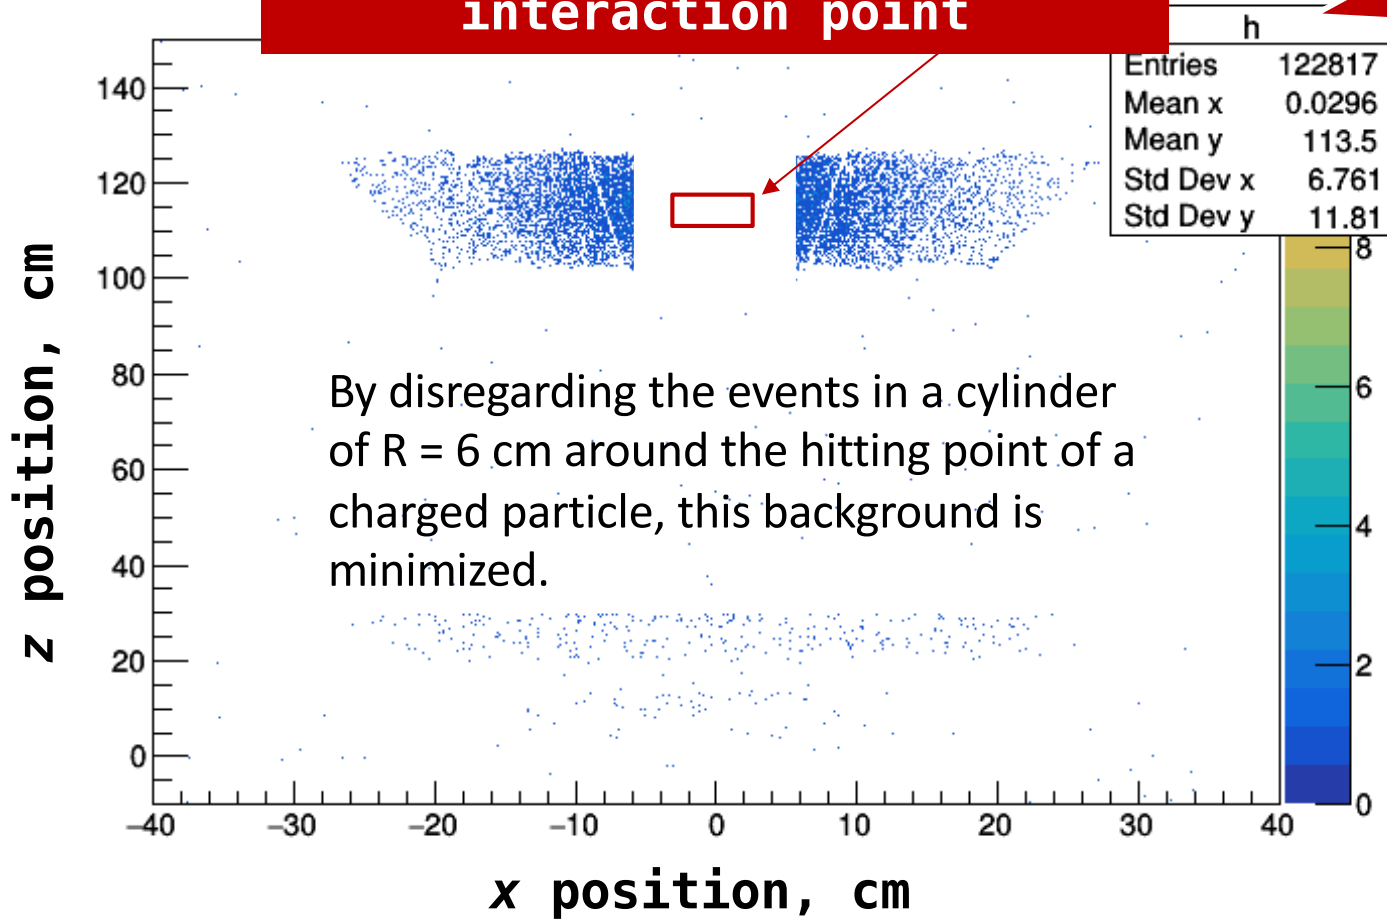 interaction point
h
Entries 122817
Mean x 0.0296
Mean y 113.5
Std Dev x 6.761
Std Dev y 11.81
140
120
100
80
60
40
20
0
z position, cm
By disregarding the events in a cylinder
of R = 6 cm around the hitting point of a
charged particle, this background is
minimized.
8
6
4
2
0
−40 −30 −20 −10 0 10 20 30 40
x position, cm